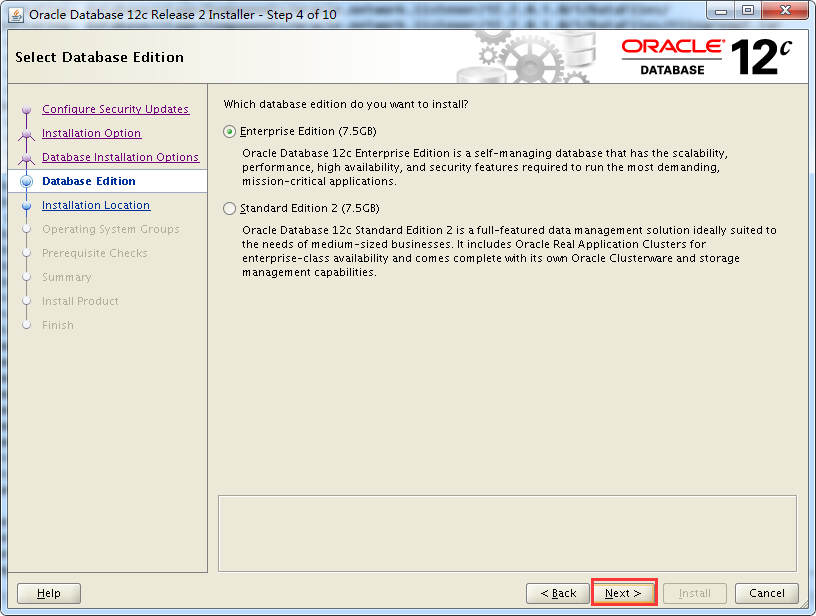 Oracle Database 12c Release 2 Installer - Step 4 of 10
Select Database Edition
ORACLE
DATABASE
12c
Configure Security Updates
Installation Option
Database Installation Options
Database Edition
Installation Location
Operating System Groups
Prerequisite Checks
Summary
Install Product
Finish
Which database edition do you want to install?
Enterprise Edition (7.5GB)
Oracle Database 12c Enterprise Edition is a self-managing database that has the scalability,
performance, high availability, and security features required to run the most demanding,
mission-critical applications.
Standard Edition 2 (7.5GB)
Oracle Database 12c Standard Edition 2 is a full-featured data management solution ideally suited to
the needs of medium-sized businesses. It includes Oracle Real Application Clusters for
enterprise-class availability and comes complete with its own Oracle Clusterware and storage
management capabilities.
Help
< Back
Next >
Install
Cancel